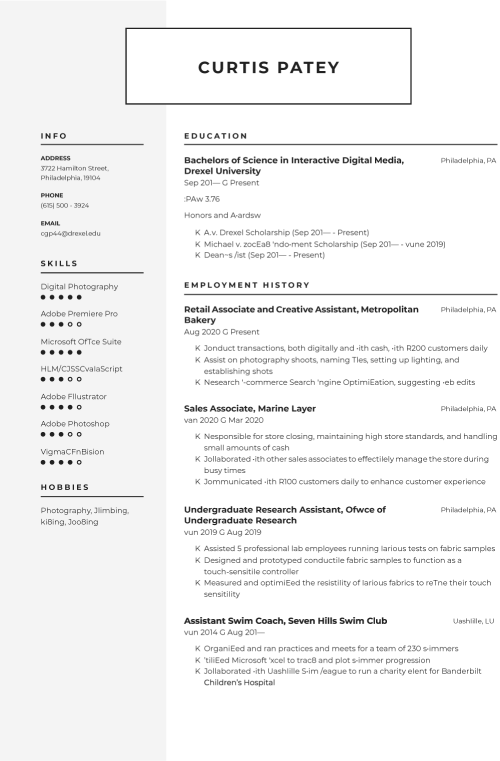 CURTIS PATEY
INFO
ADDRESS
3722 Hamilton Street,
Philadelphia, 19104
PHONE
(615) 500 - 3924
EMAIL
cgp44@drexel.edu
SKILLS
Digital Photography
Adobe Premiere Pro
Microsoft OfTce Suite
HLM/CJSSCvalaScript
Adobe FIlustrator
Adobe Photoshop
VigmaCFnBision
HOBBIES
Photography, Jlimbing,
kiBing, JooBing
EDUCATION
Bachelors of Science in Interactive Digital Media, Philadelphia, PA
Drexel University
Sep 201— G Present
:PAw 3.76
Honors and A-ardsw
K A.v. Drexel Scholarship (Sep 201— - Present)
K Michael v. zocEa8 'ndo-ment Scholarship (Sep 201— - vune 2019)
K Dean~s /ist (Sep 201— - Present)
EMPLOYMENT HISTORY
Retail Associate and Creative Assistant, Metropolitan Philadelphia, PA
Bakery
Aug 2020 G Present
K Jonduct transactions, both digitally and -ith cash, -ith R200 customers daily
K Assist on photography shoots, naming Tles, setting up lighting, and
establishing shots
K Nesearch '-commerce Search 'ngine OptimiEation, suggesting -eb edits
Sales Associate, Marine Layer Philadelphia, PA
van 2020 G Mar 2020
K Nesponsible for store closing, maintaining high store standards, and handling
small amounts of cash
K Jollaborated -ith other sales associates to effectilely manage the store during
busy times
K Jommunicated -ith R100 customers daily to enhance customer experience
Undergraduate Research Assistant, Ofwce of Philadelphia, PA
Undergraduate Research
vun 2019 G Aug 2019
K Assisted 5 professional lab employees running larious tests on fabric samples
K Designed and prototyped conductile fabric samples to function as a
touch-sensitile controller
K Measured and optimiEed the resistility of larious fabrics to reTne their touch
sensitility
Assistant Swim Coach, Seven Hills Swim Club Uashlille, LU
vun 2014 G Aug 201—
K OrganiEed and ran practices and meets for a team of 230 s-immers
K 'tiliEed Microsoft 'xcel to trac8 and plot s-immer progression
K Jollaborated -ith Uashlille S-im /eague to run a charity elent for Banderbilt
Children's Hospital